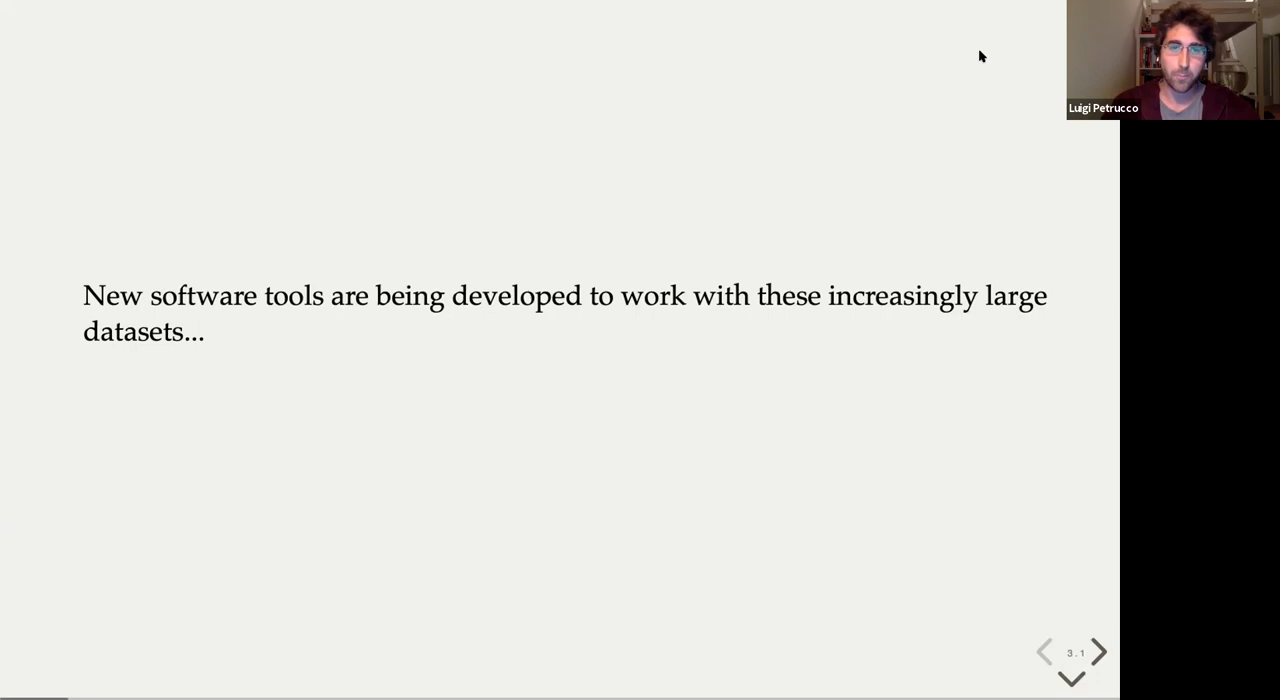 Luigi Petrucco
New software tools are being developed to work with these increasingly large
datasets...
3.1